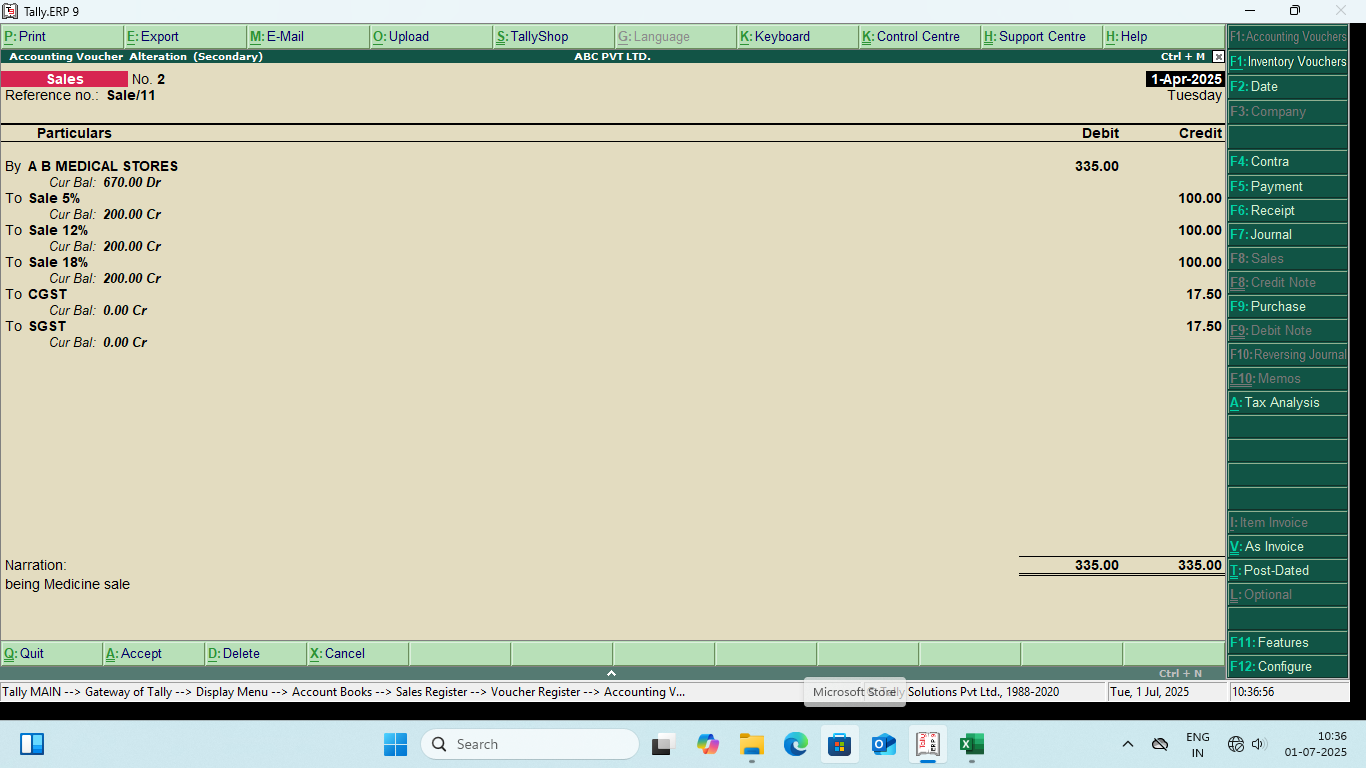 Tally.ERP 9
P: Print E: Export M: E-Mail O: Upload S: TallyShop G: Language K: Keyboard K: Control Centre H: Support Centre H: Help
Accounting Voucher Alteration (Secondary) ABC PVT LTD. Ctrl + M
Sales No. 2 1-Apr-2025
Reference no.: Sale/11 Tuesday
Particulars Debit Credit
By A B MEDICAL STORES 335.00
Cur Bal: 670.00 Dr
To Sale 5% 100.00
Cur Bal: 200.00 Cr
To Sale 12% 100.00
Cur Bal: 200.00 Cr
To Sale 18% 100.00
Cur Bal: 200.00 Cr
To CGST 17.50
Cur Bal: 0.00 Cr
To SGST 17.50
Cur Bal: 0.00 Cr
Narration: 335.00 335.00
being Medicine sale
Q: Quit A: Accept D: Delete X: Cancel
Ctrl + N
F1: Accounting Vouchers
F1: Inventory Vouchers
F2: Date
F3: Company
F4: Contra
F5: Payment
F6: Receipt
F7: Journal
F8: Sales
F8: Credit Note
F9: Purchase
F9: Debit Note
F10: Reversing Journal
F10: Memos
A: Tax Analysis
I: Item Invoice
V: As Invoice
T: Post-Dated
L: Optional
F11: Features
F12: Configure
Tally MAIN --> Gateway of Tally --> Display Menu --> Account Books --> Sales Register --> Voucher Register --> Accounting V... Microsoft Store Solutions Pvt Ltd., 1988-2020 Tue, 1 Jul, 2025 10:36:56
Search ENG 10:36
IN 01-07-2025